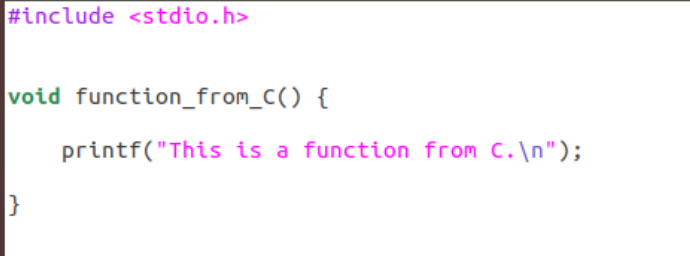 #include <stdio.h>
void function_from_C() {
printf("This is a function from C.\n");
}